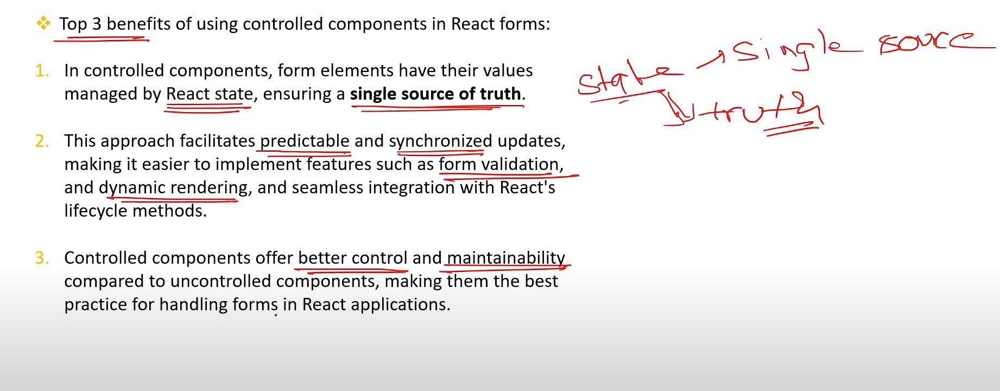 Top 3 benefits of using controlled components in React forms:
1. In controlled components, form elements have their values
managed by React state, ensuring a single source of truth.
2. This approach facilitates predictable and synchronized updates,
making it easier to implement features such as form validation,
and dynamic rendering, and seamless integration with React's
lifecycle methods.
3. Controlled components offer better control and maintainability
compared to uncontrolled components, making them the best
practice for handling forms in React applications.
state → Single source
truth